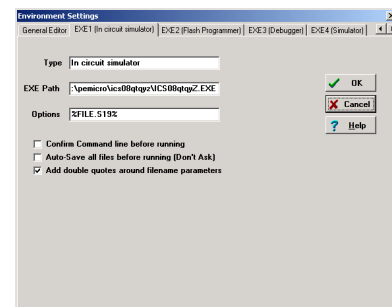 Environment Settings
General Editor EXE1 (In circuit simulator) EXE2 (Flash Programmer) EXE3 (Debugger) EXE4 (Simulator)
Type In circuit simulator
EXE Path :\pemicro\ics08qtqyz\ICS08qtqyZ.EXE
Options %FILE.S19%
Confirm Command line before running
Auto-Save all files before running (Don't Ask)
Add double quotes around filename parameters
OK
Cancel
Help